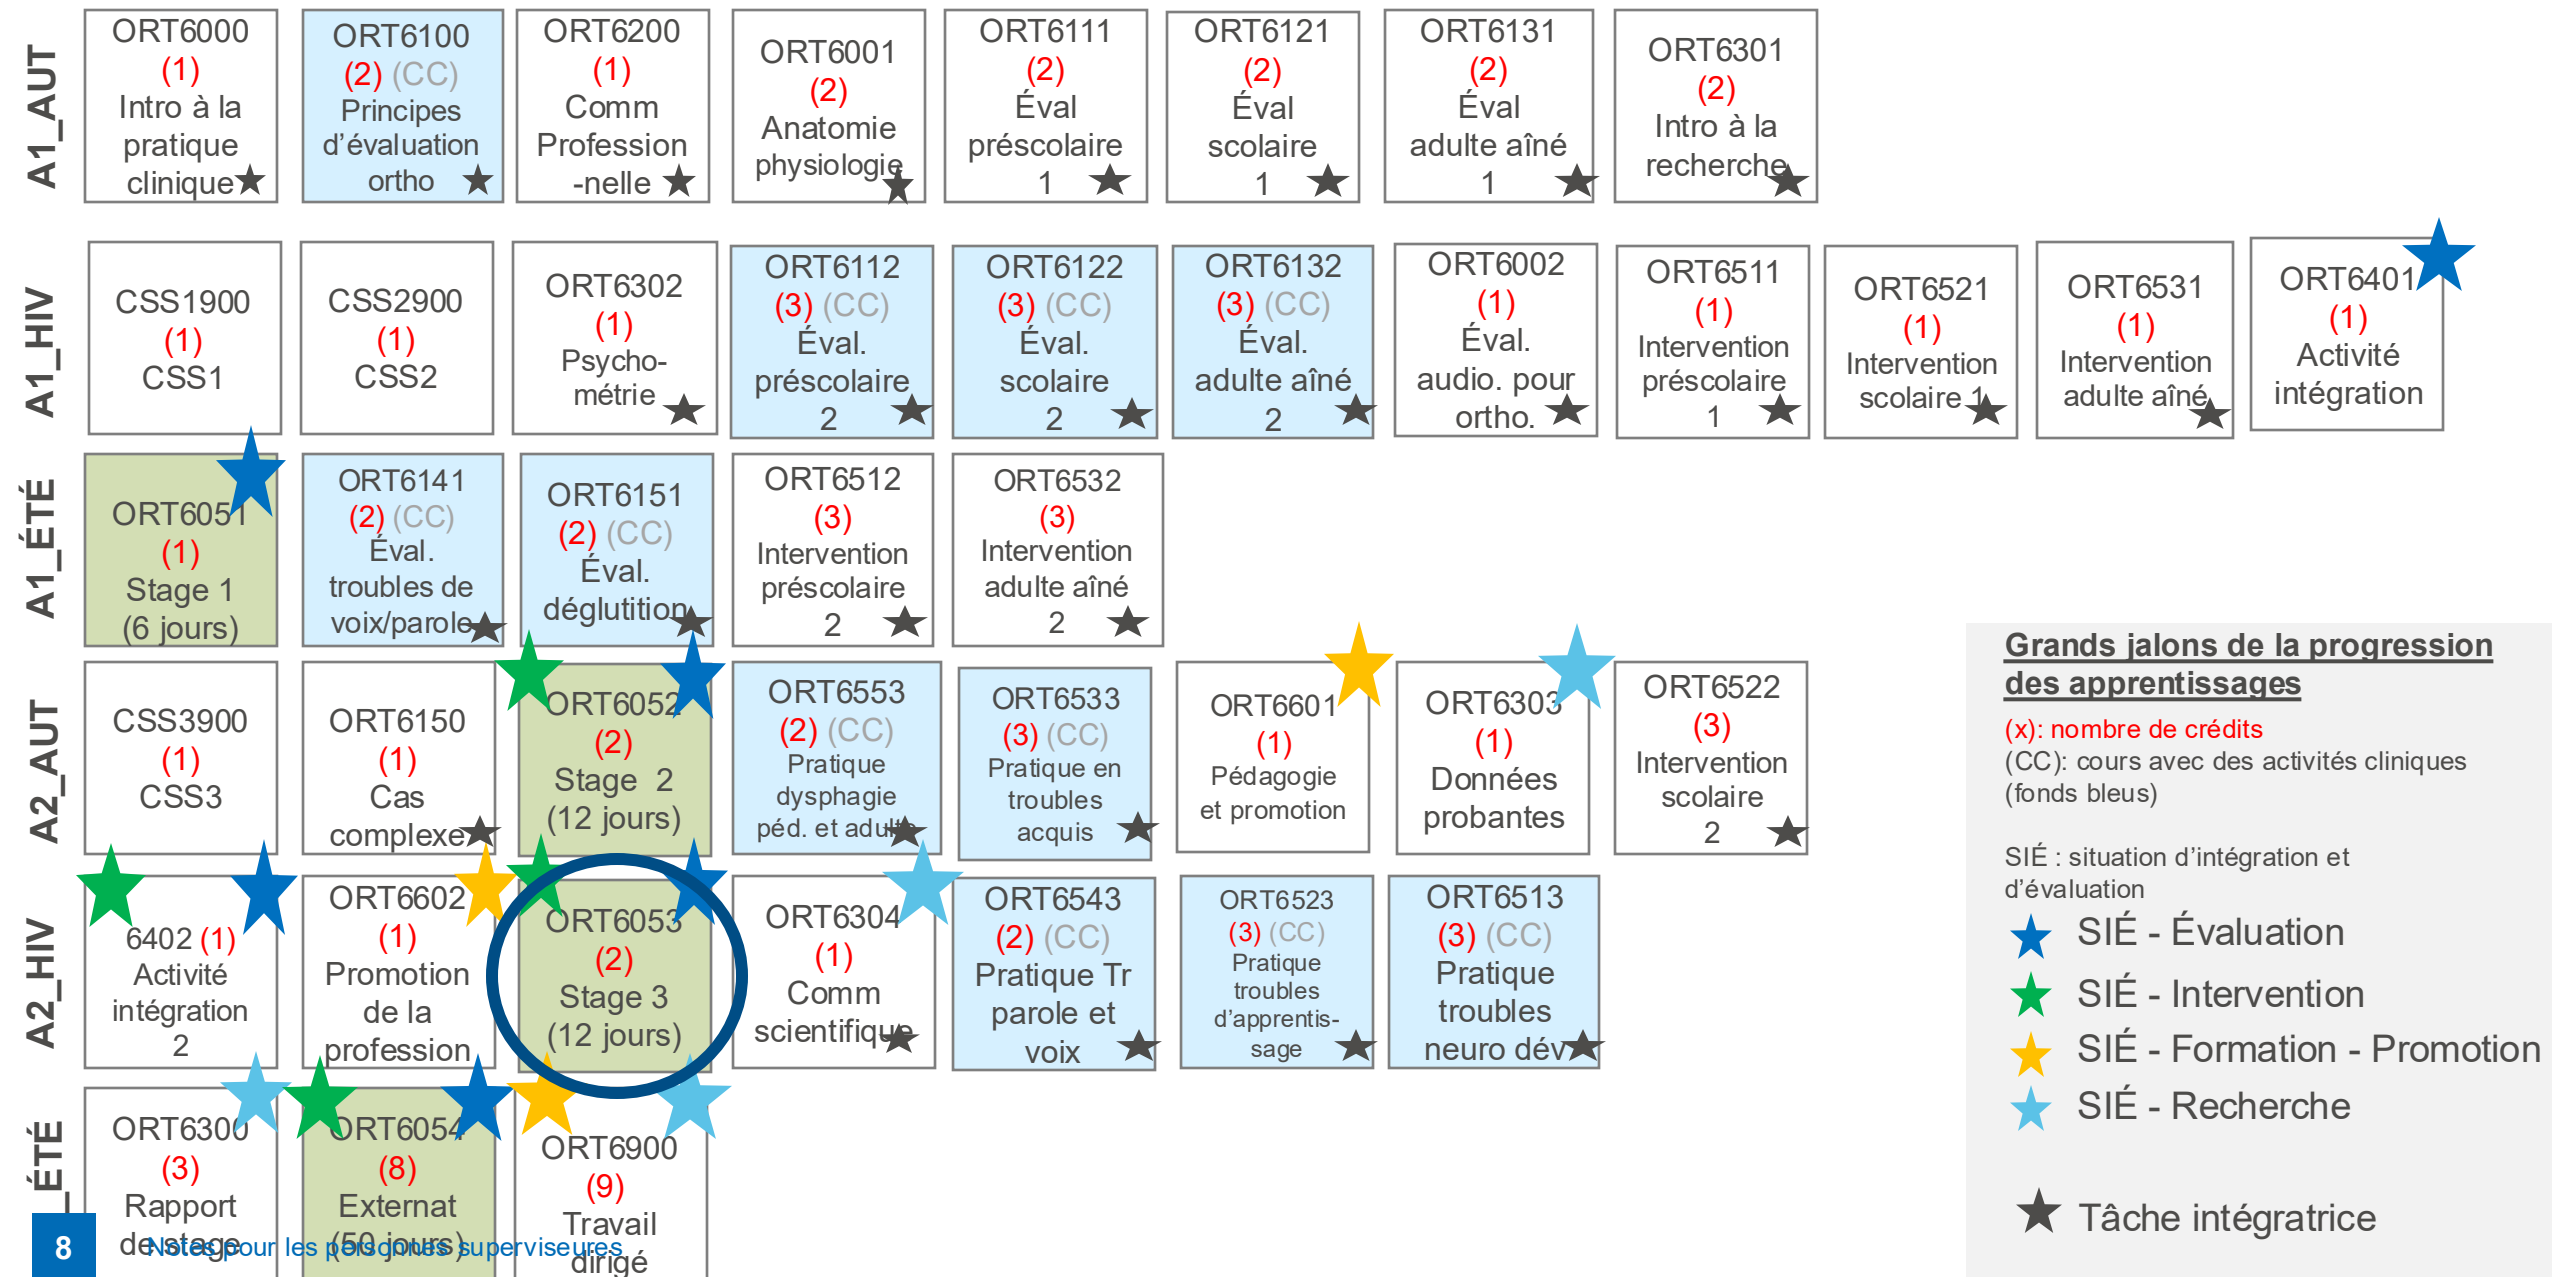 A1_AUT
ORT6000
(1)
Intro à la
pratique
clinique
ORT6100
(2) (CC)
Principes
d’évaluation
ortho
ORT6200
(1)
Comm
Profession
-nelle
ORT6001
(2)
Anatomie
physiologie
ORT6111
(2)
Éval
préscolaire
1
ORT6121
(2)
Éval
scolaire
1
ORT6131
(2)
Éval
adulte aîné
1
ORT6301
(2)
Intro à la
recherche
A1_HIV
CSS1900
(1)
CSS1
CSS2900
(1)
CSS2
ORT6302
(1)
Psycho-
métrie
ORT6112
(3) (CC)
Éval.
préscolaire
2
ORT6122
(3) (CC)
Éval.
scolaire
2
ORT6132
(3) (CC)
Éval.
adulte aîné
2
ORT6002
(1)
Éval.
audio. pour
ortho.
ORT6511
(1)
Intervention
préscolaire
1
ORT6521
(1)
Intervention
scolaire 1
ORT6531
(1)
Intervention
adulte aîné
ORT6401
(1)
Activité
intégration
A1_ÉTÉ
ORT6051
(1)
Stage 1
(6 jours)
ORT6141
(2) (CC)
Éval.
troubles de
voix/parole
ORT6151
(2) (CC)
Éval.
déglutition
ORT6512
(3)
Intervention
préscolaire
2
ORT6532
(3)
Intervention
adulte aîné
2
A2_AUT
CSS3900
(1)
CSS3
ORT6150
(1)
Cas
complexe
ORT6052
(2)
Stage 2
(12 jours)
ORT6553
(2) (CC)
Pratique
dysphagie
péd. et adulte
ORT6533
(3) (CC)
Pratique en
troubles
acquis
ORT6601
(1)
Pédagogie
et promotion
ORT6303
(1)
Données
probantes
ORT6522
(3)
Intervention
scolaire
2
A2_HIV
6402 (1)
Activité
intégration
2
ORT6602
(1)
Promotion
de la
profession
ORT6053
(2)
Stage 3
(12 jours)
ORT6304
(1)
Comm
scientifique
ORT6543
(2) (CC)
Pratique Tr
parole et
voix
ORT6523
(3) (CC)
Pratique
troubles
d’apprentis-
sage
ORT6513
(3) (CC)
Pratique
troubles
neuro dév
_ÉTÉ
ORT6300
(3)
Rapport
de stage
ORT6054
(8)
Externat
(50 jours)
ORT6900
(9)
Travail
dirigé
Grands jalons de la progression
des apprentissages
(x): nombre de crédits
(CC): cours avec des activités cliniques
(fonds bleus)
SIÉ : situation d’intégration et
d’évaluation
SIÉ - Évaluation
SIÉ - Intervention
SIÉ - Formation - Promotion
SIÉ - Recherche
Tâche intégratrice
8
Notes pour les personnes superviseures